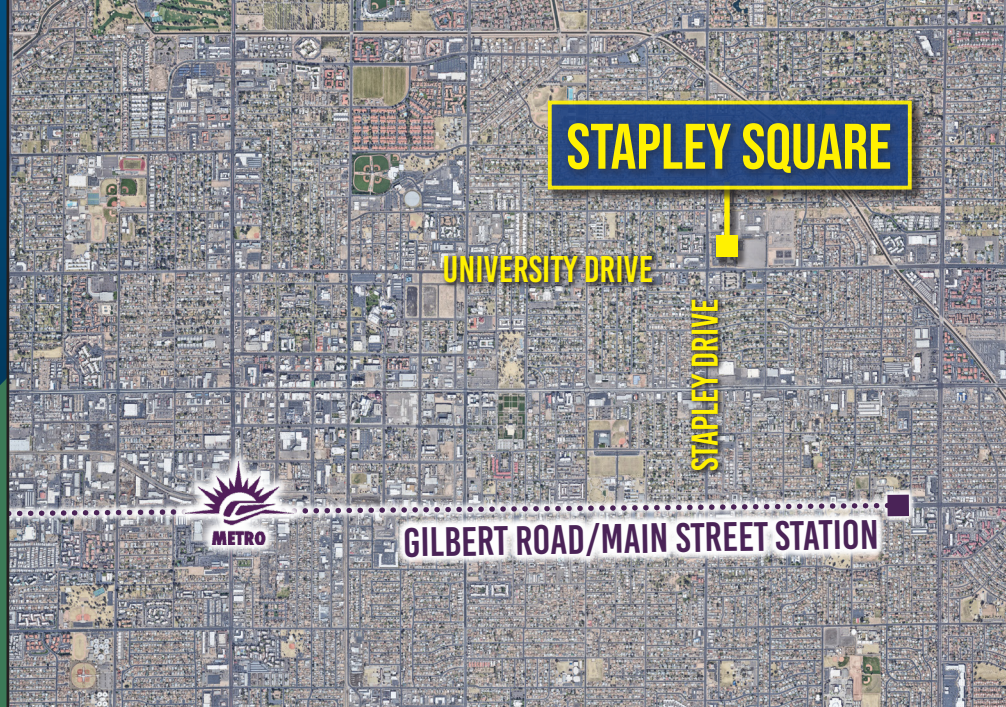 STAPLEY SQUARE
UNIVERSITY DRIVE
STAPLEY DRIVE
METRO
GILBERT ROAD/MAIN STREET STATION